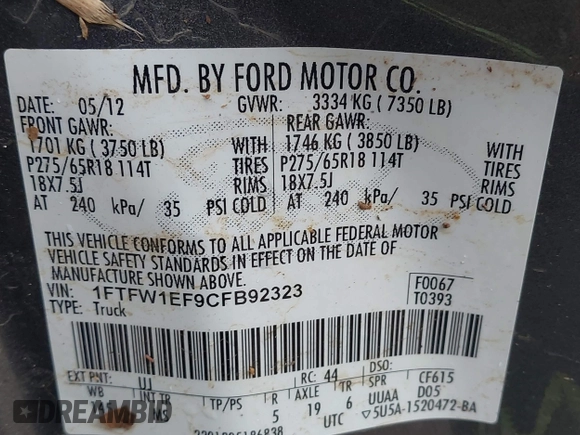 MFD. BY FORD MOTOR CO.
DATE: 05/12 GVWR: 3334 KG ( 7350 LB)
FRONT GAWR: REAR GAWR:
1701 KG ( 3750 LB) WITH 1746 KG ( 3850 LB) WITH
P275/65R18 114T TIRES P275/65R18 114T TIRES
18X7.5J RIMS 18X7.5J RIMS
AT 240 kPa/ 35 PSI COLD AT 240 kPa/ 35 PSI COLD
THIS VEHICLE CONFORMS TO ALL APPLICABLE FEDERAL MOTOR
VEHICLE SAFETY STANDARDS IN EFFECT ON THE DATE OF
MANUFACTURE SHOWN ABOVE.
VIN: 1FTFW1EF9CFB92323 F0067
TYPE: Truck T0393
EXT PNT: UJ RC: 44 DSO:
WB INT TR TP/PS R AXLE TR SPR CF615
5 19 6 UUAA D05
UTC 5U5A-1520472-BA
DREAMBID